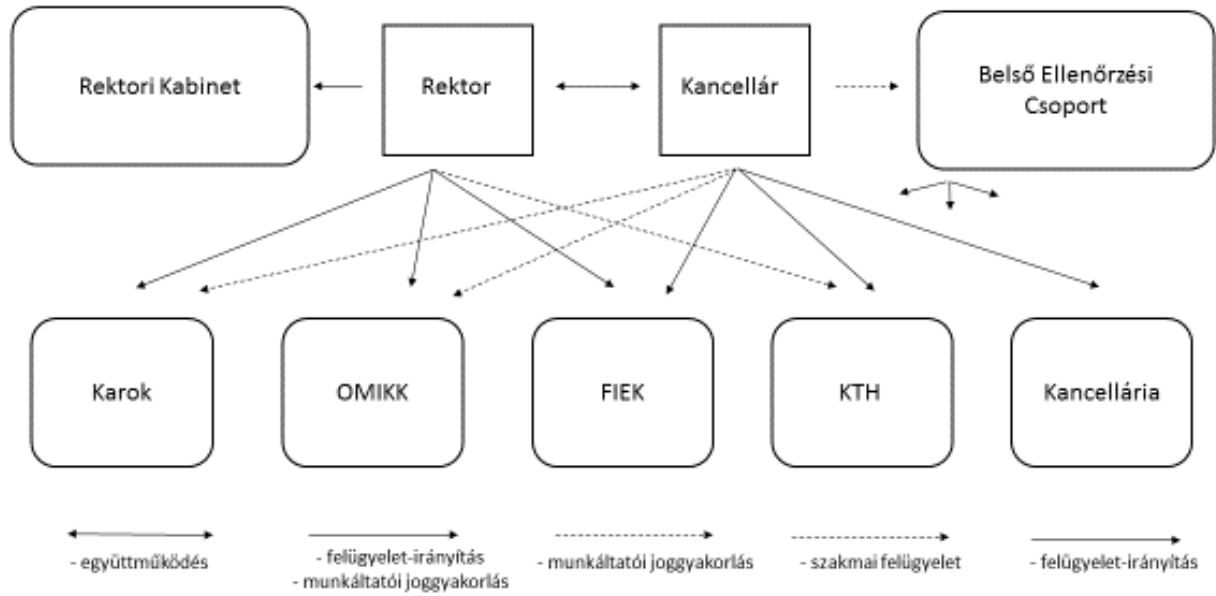 Rektori Kabinet
Rektor
Kancellár
Belső Ellenőrzési
Csoport
Karok
OMIKK
FIEK
KTH
Kancellária
- együttműködés
- felügyelet-irányítás
- munkáltatói joggyakorlás
- munkáltatói joggyakorlás
- szakmai felügyelet
- felügyelet-irányítás